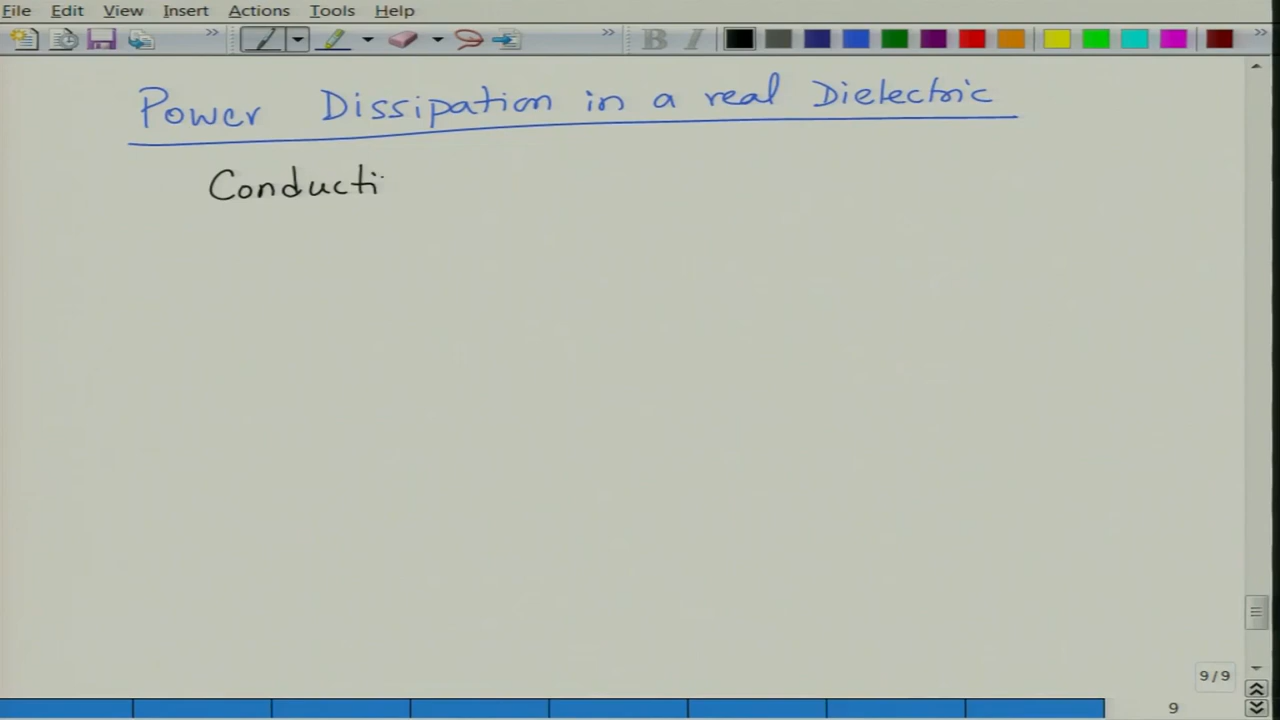 File Edit View Insert Actions Tools Help
B I
Power Dissipation in a real Dielectric
Conducti
9/9
9